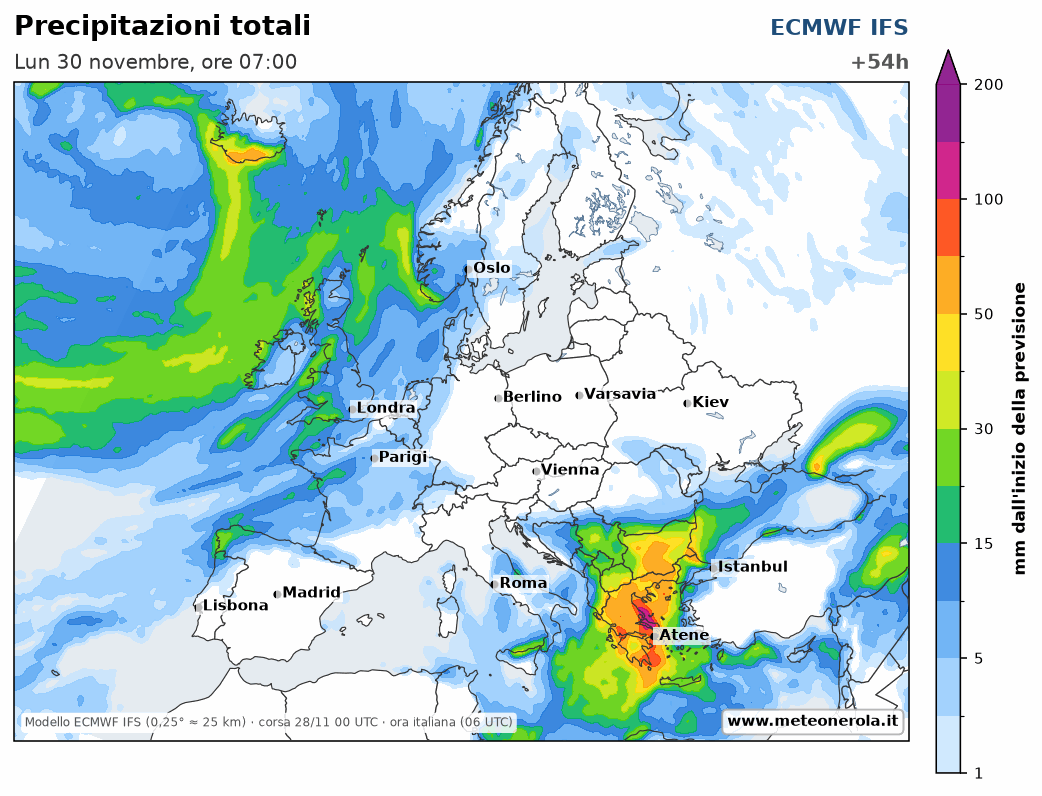 Precipitazioni totali
ECMWF IFS
Lun 30 novembre, ore 07:00
+54h
200
100
50
30
15
5
1
mm dall'inizio della previsione
Oslo
Berlino
Varsavia
Kiev
Londra
Parigi
Vienna
Istanbul
Roma
Madrid
Lisbona
Atene
Modello ECMWF IFS (0,25° ≈ 25 km) · corsa 28/11 00 UTC · ora italiana (06 UTC)
www.meteonerola.it